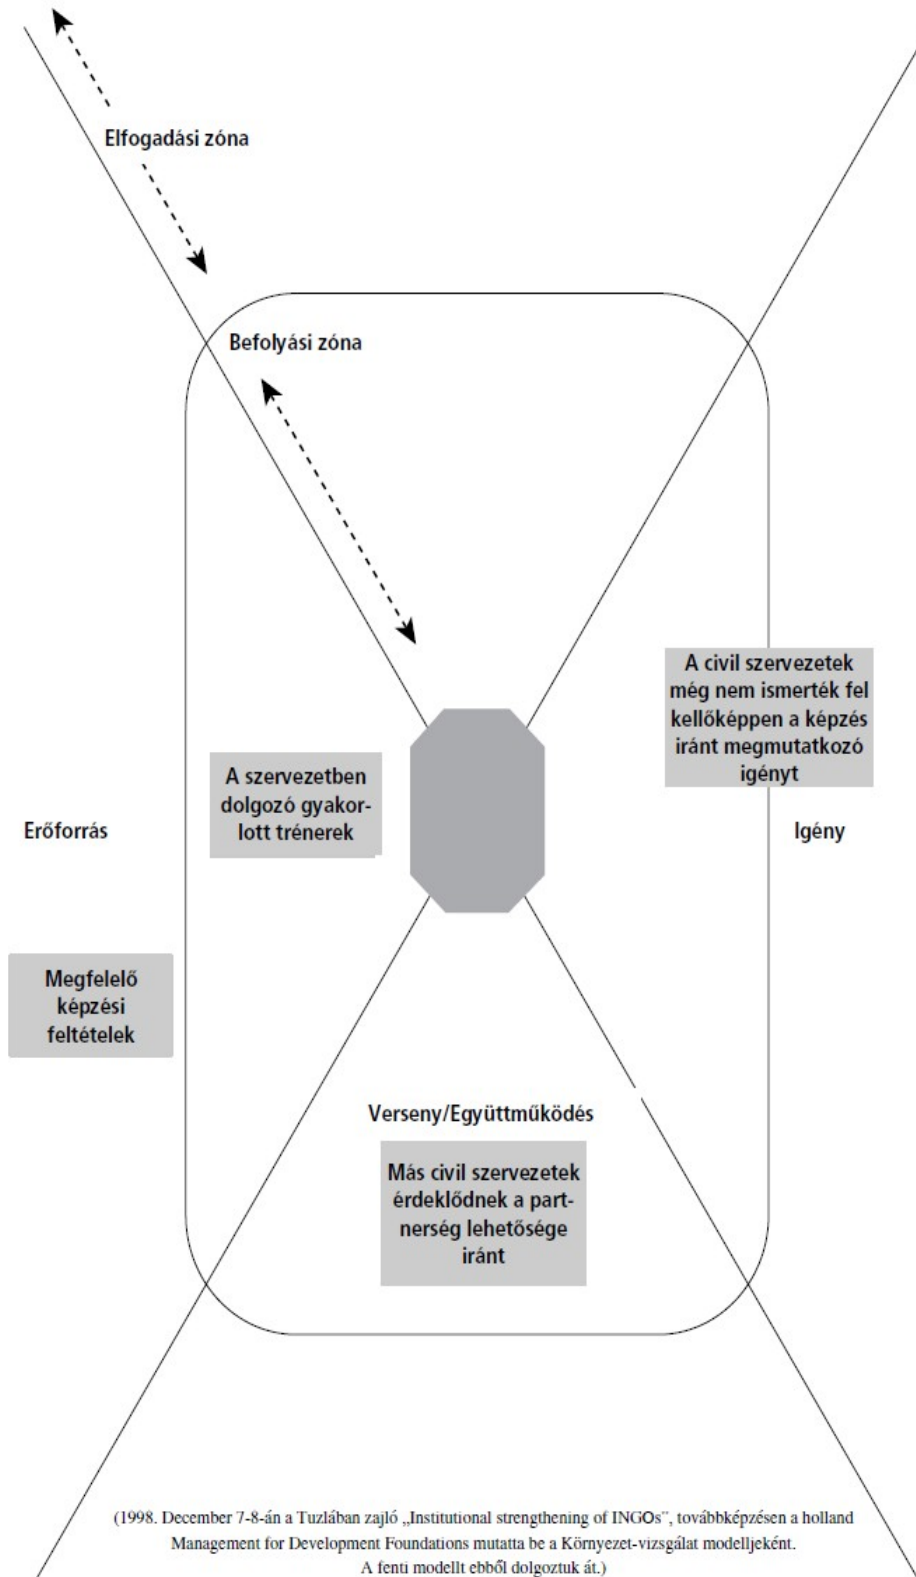 Elfogadási zóna
Befolyási zóna
A civil szervezetek
még nem ismerték fel
kellőképpen a képzés
iránt megmutatkozó
igényt
A szervezetben
dolgozó gyakor-
lott trénerek
Erőforrás
Igény
Megfelelő
képzési
feltételek
Verseny/Együttműködés
Más civil szervezetek
érdeklődnek a part-
nerség lehetősége
iránt
(1998. December 7-8-án a Tuzlában zajló „Institutional strengthening of INGOs”, továbbképzésen a holland
Management for Development Foundations mutatta be a Környezet-vizsgálat modelljeként.
A fenti modellt ebből dolgoztuk át.)